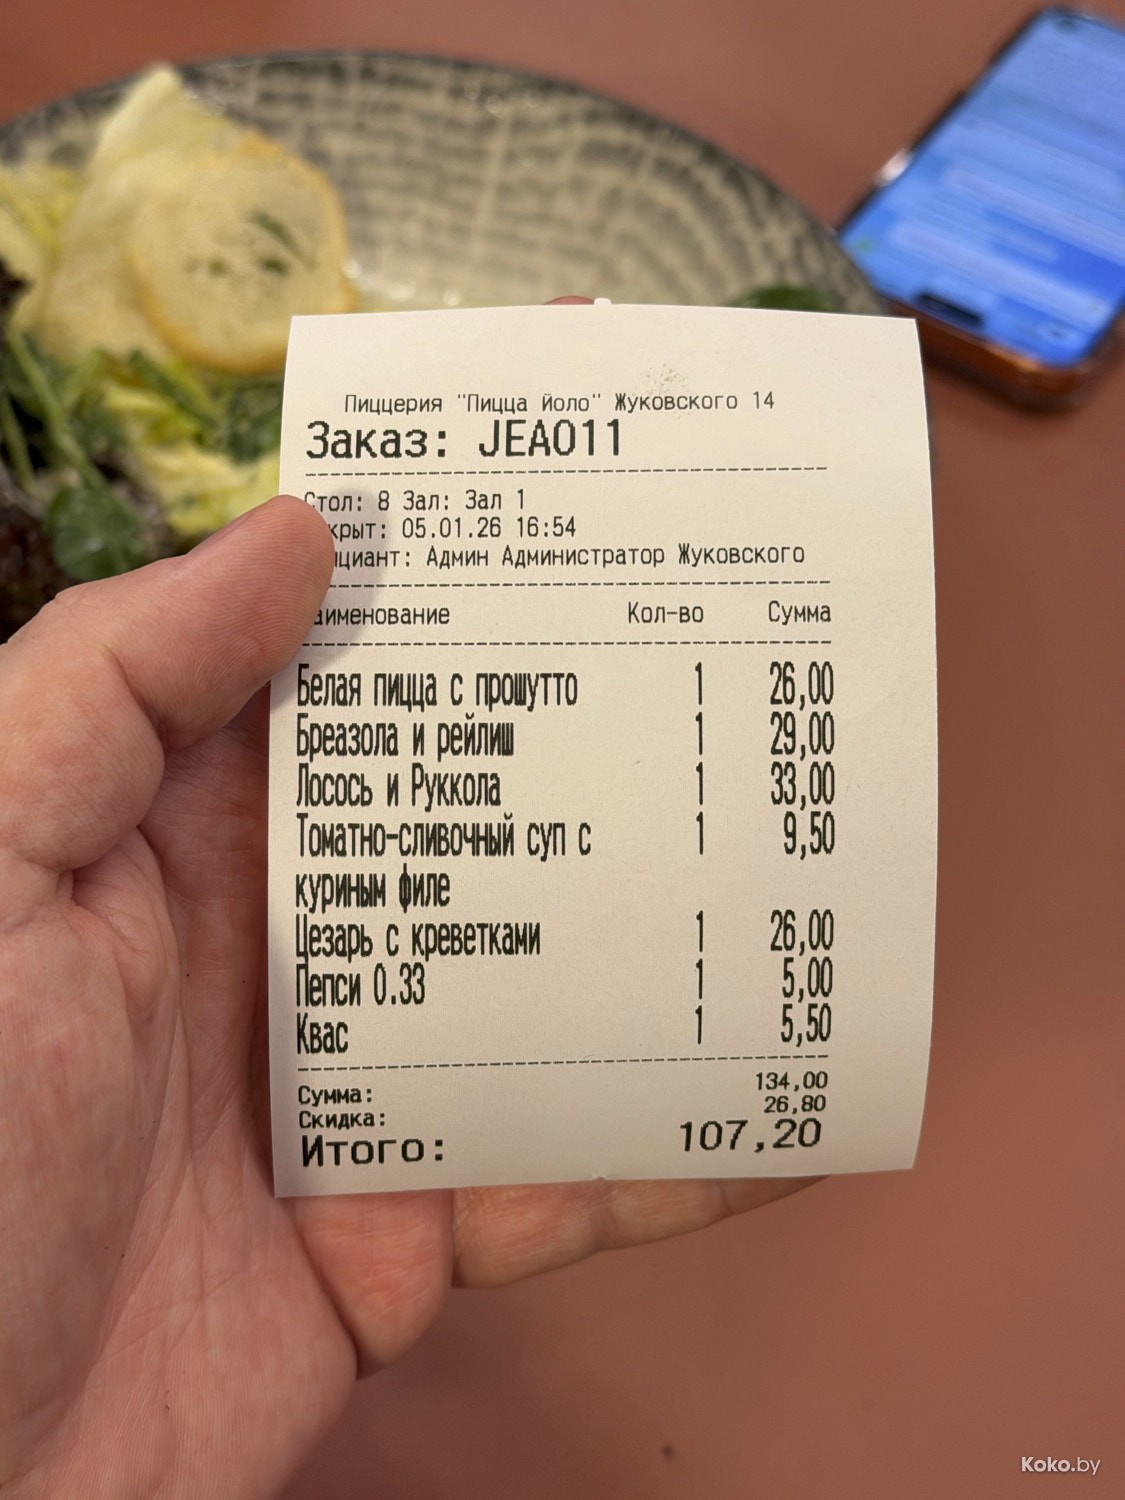 Пиццерия "Пицца йоло" Жуковского 14
Заказ: JEA011
Стол: 8 Зал: Зал 1
крыт: 05.01.26 16:54
циант: Админ Администратор Жуковского
аименование Кол-во Сумма
Белая пицца с прошутто 1 26,00
Бреазола и рейлиш 1 29,00
Лосось и Руккола 1 33,00
Томатно-сливочный суп с 1 9,50
куриным филе
Цезарь с креветками 1 26,00
Пепси 0.33 1 5,00
Квас 1 5,50
Сумма: 134,00
Скидка: 26,80
Итого: 107,20
Koko.by